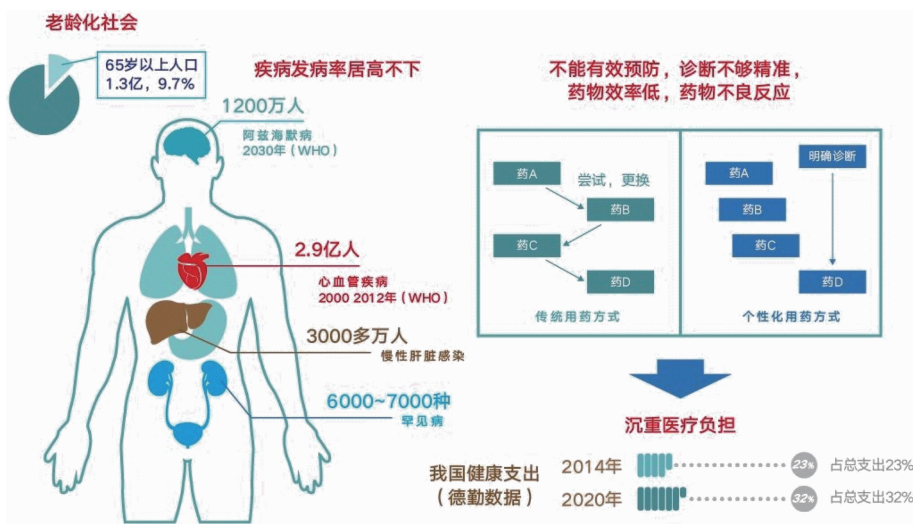 老龄化社会
65岁以上人口
1.3亿，9.7%
疾病发病率居高不下
1200万人
阿兹海默病
2030年（WHO）
2.9亿人
心血管疾病
2000 2012年（WHO）
3000多万人
慢性肝脏感染
6000~7000种
罕见病
不能有效预防，诊断不够精准，
药物效率低，药物不良反应
药A
尝试，更换
药B
药C
药D
传统用药方式
明确诊断
药A
药B
药C
药D
个性化用药方式
沉重医疗负担
我国健康支出
（德勤数据）
2014年
23%
占总支出23%
2020年
32%
占总支出32%